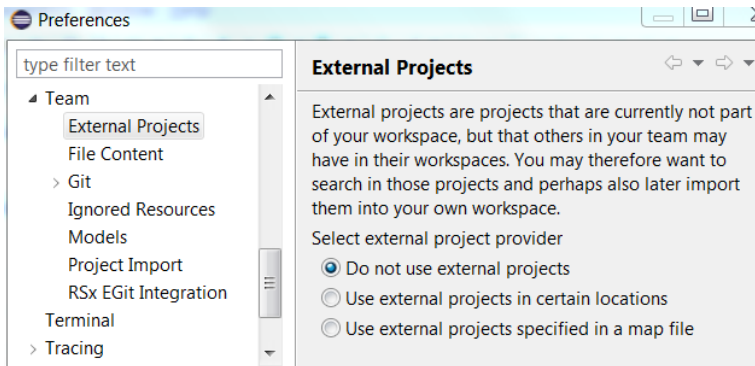 Preferences
type filter text
Team
External Projects
File Content
Git
Ignored Resources
Models
Project Import
RSx EGit Integration
Terminal
Tracing
External Projects
External projects are projects that are currently not part
of your workspace, but that others in your team may
have in their workspaces. You may therefore want to
search in those projects and perhaps also later import
them into your own workspace.
Select external project provider
Do not use external projects
Use external projects in certain locations
Use external projects specified in a map file